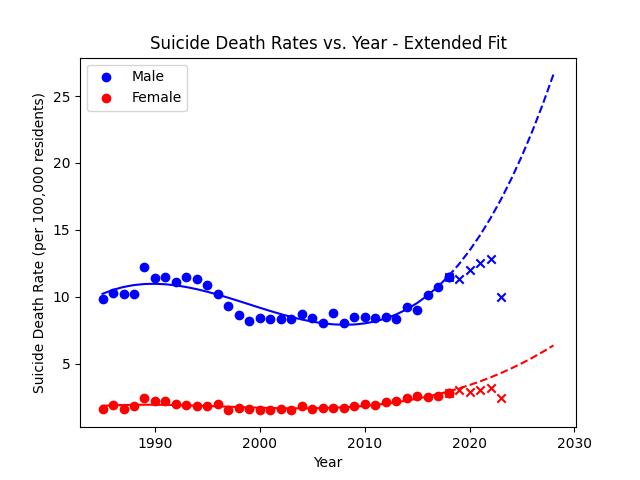 Suicide Death Rates vs. Year - Extended Fit
Male
Female
Suicide Death Rate (per 100,000 residents)
25
20
15
10
5
1990
2000
2010
2020
2030
Year